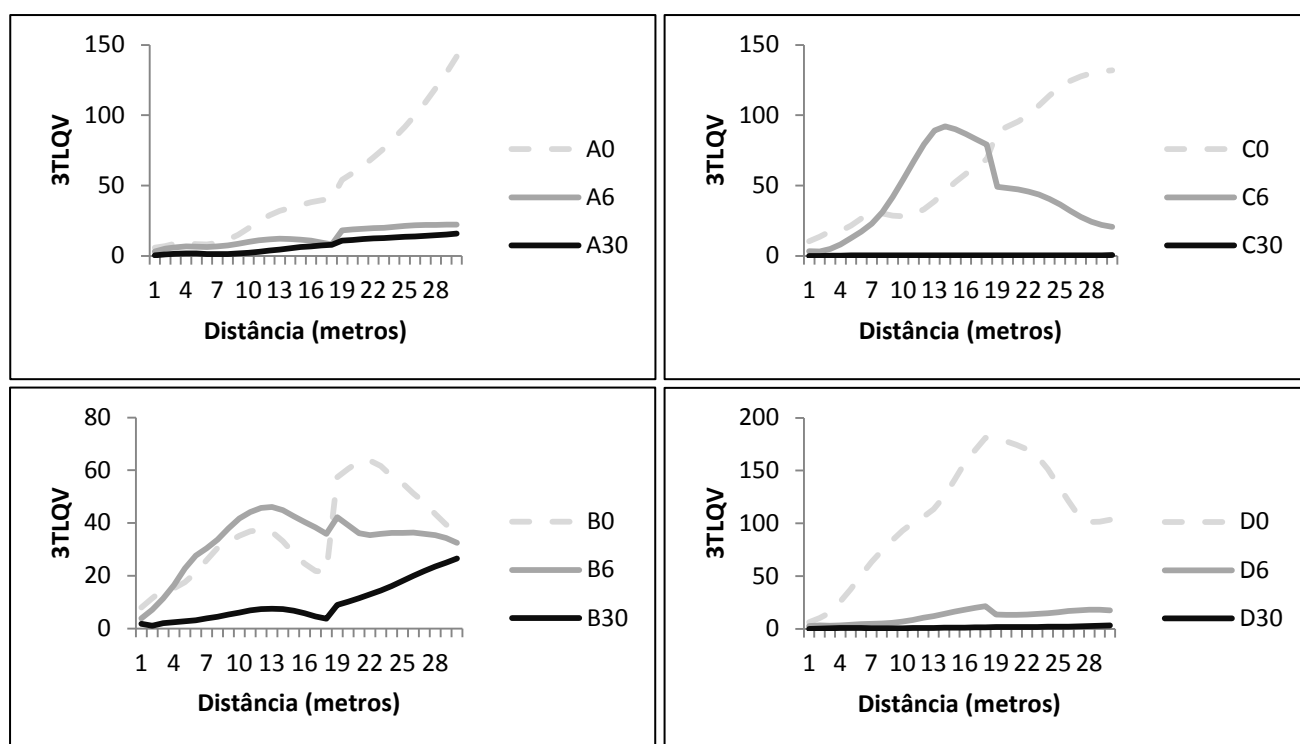 150
100
50
0
3TLQV
1 4 7 10 13 16 19 22 25 28
Distância (metros)
A0
A6
A30
150
100
50
0
3TLQV
1 4 7 10 13 16 19 22 25 28
Distância (metros)
C0
C6
C30
80
60
40
20
0
3TLQV
1 4 7 10 13 16 19 22 25 28
Distância (metros)
B0
B6
B30
200
150
100
50
0
3TLQV
1 4 7 10 13 16 19 22 25 28
Distância (metros)
D0
D6
D30